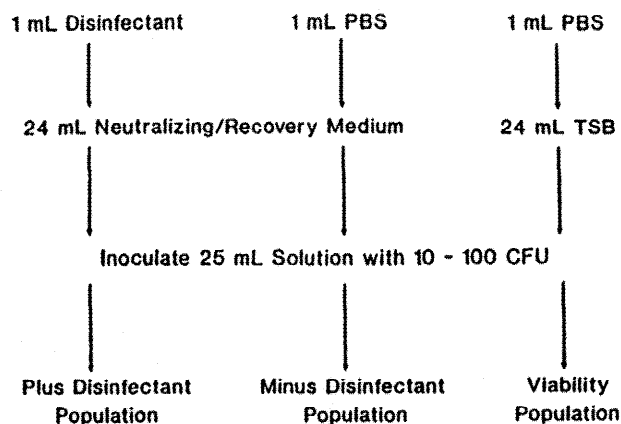 1 mL Disinfectant 1 mL PBS 1 mL PBS
24 mL Neutralizing/Recovery Medium 24 mL TSB
Inoculate 25 mL Solution with 10 - 100 CFU
Plus Disinfectant Minus Disinfectant Viability
Population Population Population